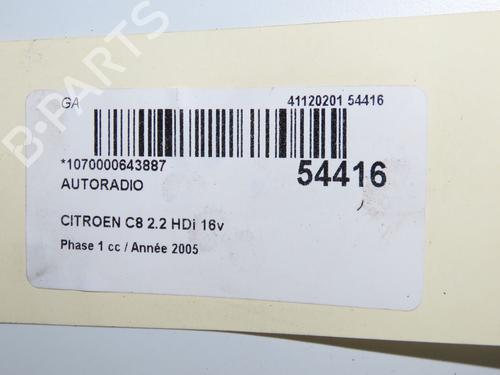 GA 41120201 54416
*1070000643887 54416
AUTORADIO
CITROEN C8 2.2 HDi 16v
Phase 1 cc / Année 2005
B-PARTS